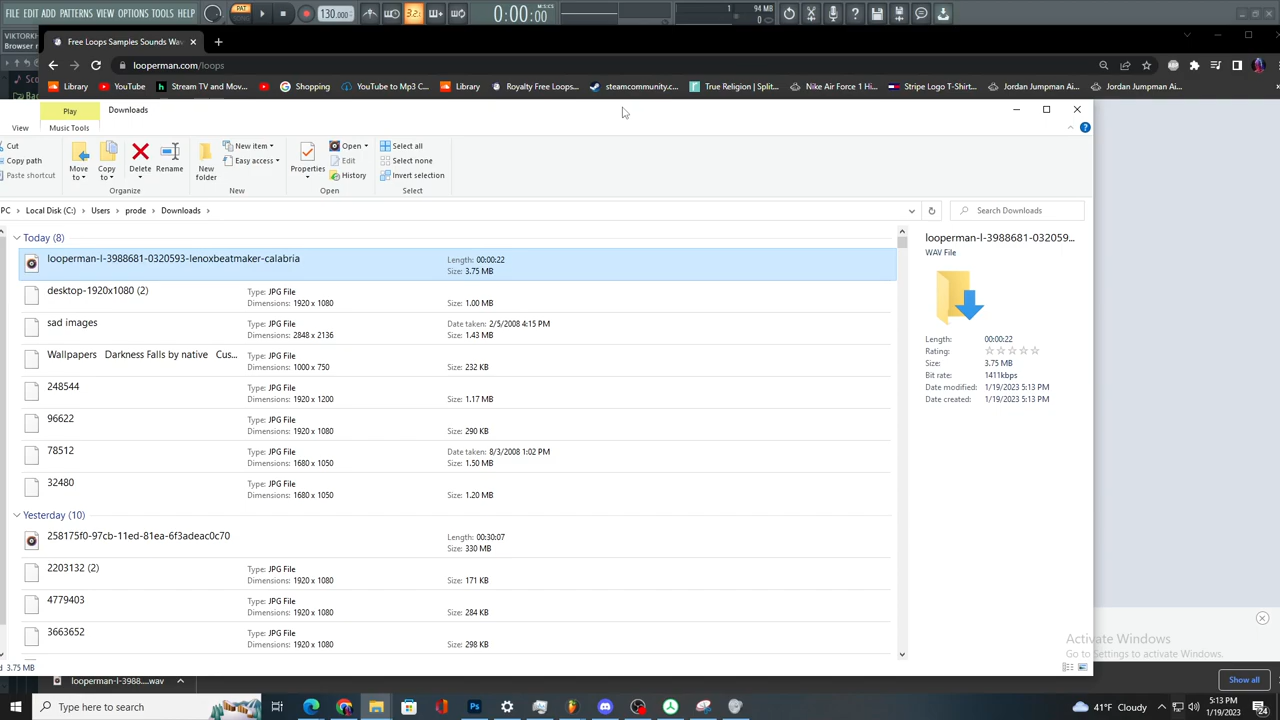 FILE EDIT ADD PATTERNS VIEW OPTIONS TOOLS HELP
PAT
SONG
130.000
32
0:00:00
1
94 MB
0
VIKTORK
Browser
Free Loops Samples Sounds Wav
looperman.com/loops
Library
YouTube
Stream TV and Mov...
Shopping
YouTube to Mp3 C...
Library
Royalty Free Loops...
steamcommunity.c...
True Religion | Strip...
Nike Air Force 1 Hi...
Stripe Logo T-Shirt...
Jordan Jumpman Ai...
Jordan Jumpman Ai...
Play
Downloads
View
Music Tools
Cut
Copy path
Paste shortcut
Move to
Copy to
Delete
Rename
New folder
New item
Easy access
Properties
Open
Edit
History
Select all
Select none
Invert selection
Organize
New
Open
Select
PC > Local Disk (C:) > Users > prode > Downloads >
Search Downloads
Today (8)
looperman-l-3988681-0320593-lenoxbeatmaker-calabria
Length: 00:00:22
Size: 3.75 MB
desktop-1920x1080 (2)
Type: JPG File
Dimensions: 1920 x 1080
Size: 1.00 MB
sad images
Type: JPG File
Dimensions: 2848 x 2136
Date taken: 2/5/2008 4:15 PM
Size: 1.43 MB
Wallpapers Darkness Falls by native Cus...
Type: JPG File
Dimensions: 1000 x 750
Size: 232 KB
248544
Type: JPG File
Dimensions: 1920 x 1200
Size: 1.17 MB
96622
Type: JPG File
Dimensions: 1920 x 1080
Size: 290 KB
78512
Type: JPG File
Dimensions: 1680 x 1050
Date taken: 8/3/2008 1:02 PM
Size: 1.50 MB
32480
Type: JPG File
Dimensions: 1680 x 1050
Size: 1.20 MB
Yesterday (10)
258175f0-97cb-11ed-81ea-6f3adeac0c70
Length: 00:30:07
Size: 330 MB
2203132 (2)
Type: JPG File
Dimensions: 1920 x 1080
Size: 171 KB
4779403
Type: JPG File
Dimensions: 1920 x 1080
Size: 284 KB
3663652
Type: JPG File
Dimensions: 1920 x 1080
Size: 298 KB
looperman-l-3988681-032059...
WAV File
Length: 00:00:22
Rating:
Size: 3.75 MB
Bit rate: 1411kbps
Date modified: 1/19/2023 5:13 PM
Date created: 1/19/2023 5:13 PM
d 3.75 MB
Activate Windows
Go to Settings to activate Windows.
looperman-l-3988....wav
Show all
Type here to search
Ps
41°F Cloudy
5:13 PM
1/19/2023
24